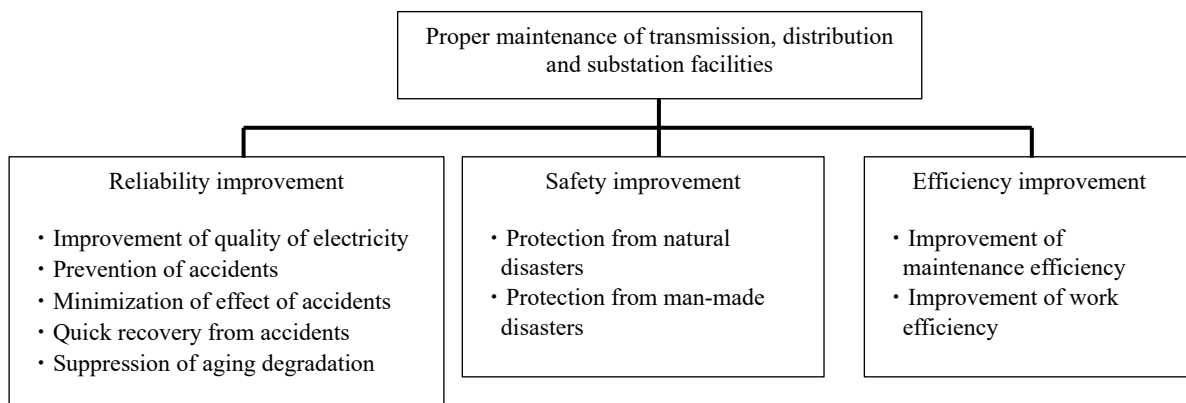 Proper maintenance of transmission, distribution
and substation facilities
Reliability improvement
・Improvement of quality of electricity
・Prevention of accidents
・Minimization of effect of accidents
・Quick recovery from accidents
・Suppression of aging degradation
Safety improvement
・Protection from natural
disasters
・Protection from man-made
disasters
Efficiency improvement
・Improvement of
maintenance efficiency
・Improvement of work
efficiency